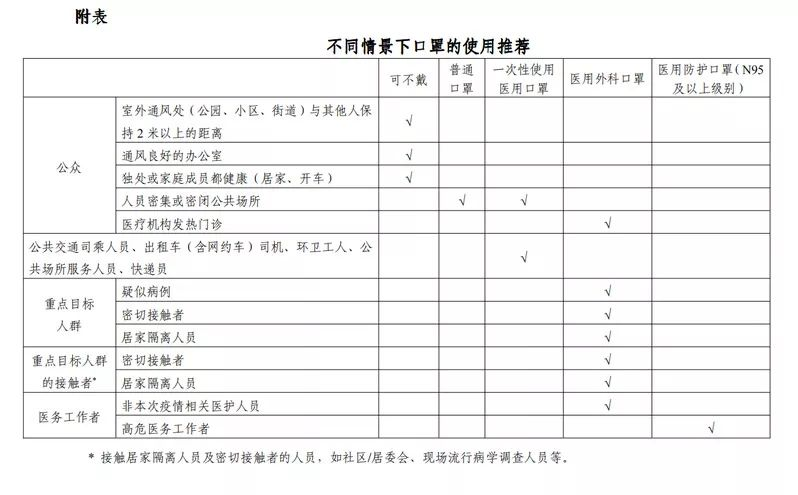 附表
不同情景下口罩的使用推荐
可不戴
普通
口罩
一次性使用
医用口罩
医用外科口罩
医用防护口罩（N95
及以上级别）
公众
室外通风处（公园、小区、街道）与其他人保
持 2 米以上的距离
√
通风良好的办公室
√
独处或家庭成员都健康（居家、开车）
√
人员密集或密闭公共场所
√
√
医疗机构发热门诊
√
公共交通司乘人员、出租车（含网约车）司机、环卫工人、公
共场所服务人员、快递员
√
重点目标
人群
疑似病例
√
密切接触者
√
居家隔离人员
√
重点目标人群
的接触者*
密切接触者
√
居家隔离人员
√
医务工作者
非本次疫情相关医护人员
√
高危医务工作者
√
* 接触居家隔离人员及密切接触者的人员，如社区/居委会、现场流行病学调查人员等。